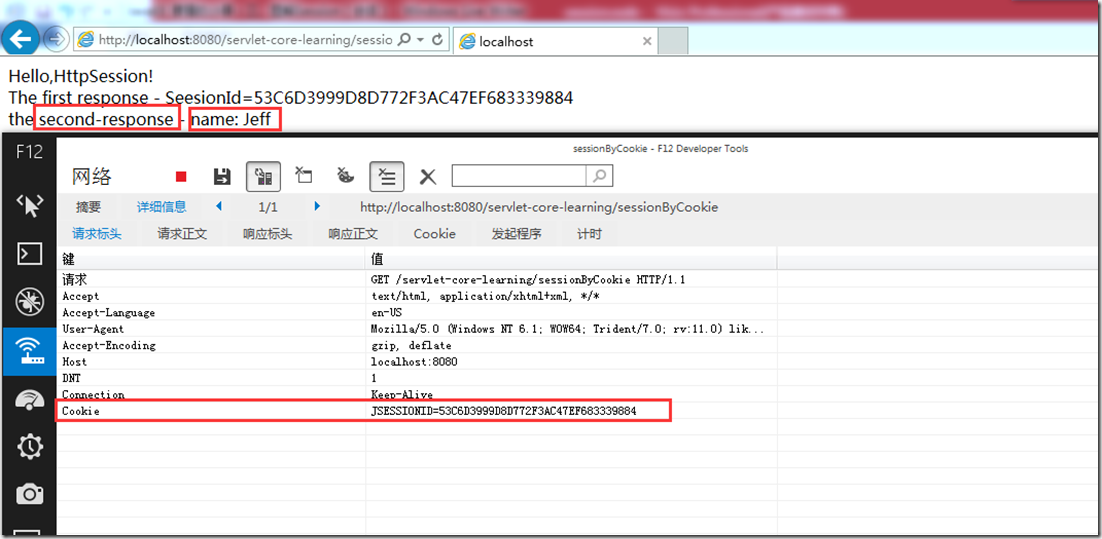 http://localhost:8080/servlet-core-learning/sessio
localhost
Hello,HttpSession!
The first response - SeesionId=53C6D3999D8D772F3AC47EF683339884
the second-response - name: Jeff
F12
sessionByCookie - F12 Developer Tools
网络
摘要 详细信息 1/1 http://localhost:8080/servlet-core-learning/sessionByCookie
请求标头 请求正文 响应标头 响应正文 Cookie 发起程序 计时
键 值
请求 GET /servlet-core-learning/sessionByCookie HTTP/1.1
Accept text/html, application/xhtml+xml, */*
Accept-Language en-US
User-Agent Mozilla/5.0 (Windows NT 6.1; WOW64; Trident/7.0; rv:11.0) lik...
Accept-Encoding gzip, deflate
Host localhost:8080
DNT 1
Connection Keep-Alive
Cookie JSESSIONID=53C6D3999D8D772F3AC47EF683339884